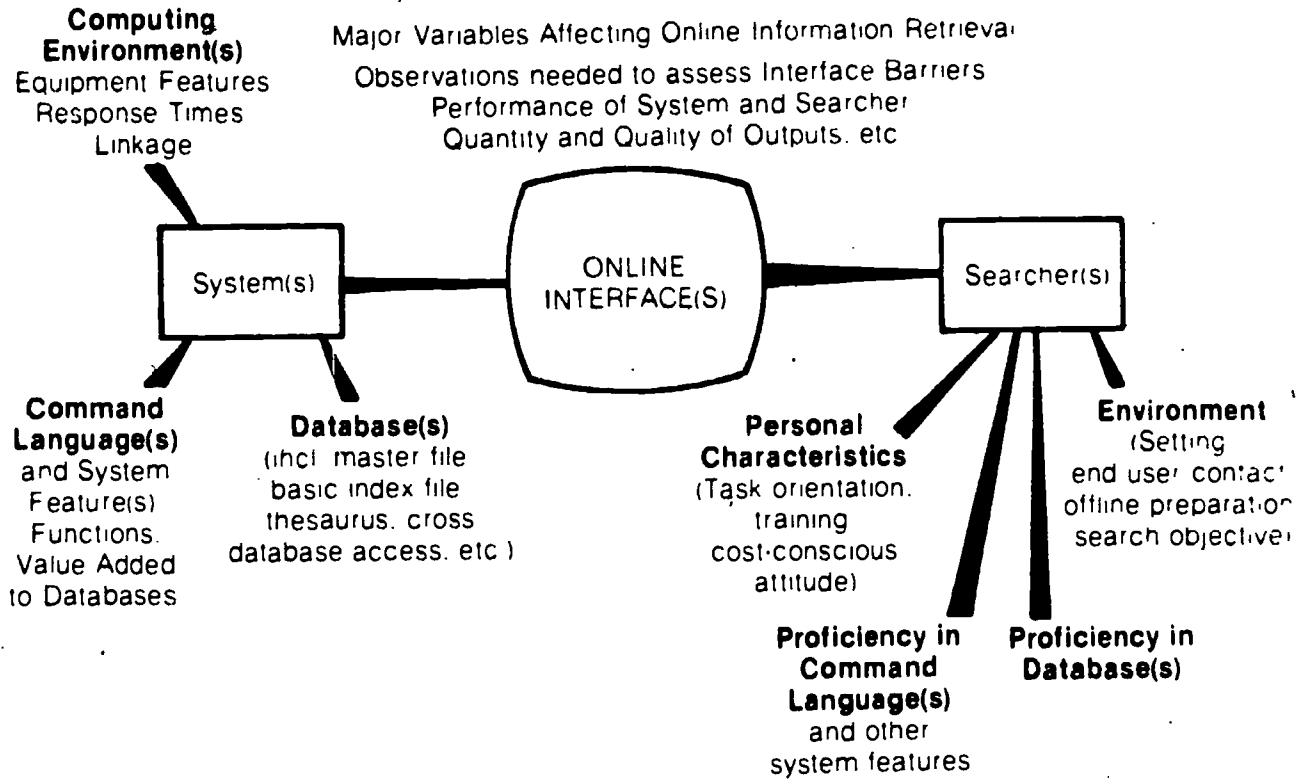 Computing
Environment(s)
Equipment Features
Response Times
Linkage
Major Variables Affecting Online Information Retrieval
Observations needed to assess Interface Barriers
Performance of System and Searcher
Quantity and Quality of Outputs. etc
System(s)
ONLINE
INTERFACE(S)
Searcher(s)
Command
Language(s)
and System
Feature(s)
Functions.
Value Added
to Databases
Database(s)
(incl master file
basic index file
thesaurus. cross
database access. etc )
Personal
Characteristics
(Task orientation.
training
cost-conscious
attitude)
Environment
(Setting
end user contact
offline preparation
search objective)
Proficiency in
Command
Language(s)
and other
system features
Proficiency in
Database(s)